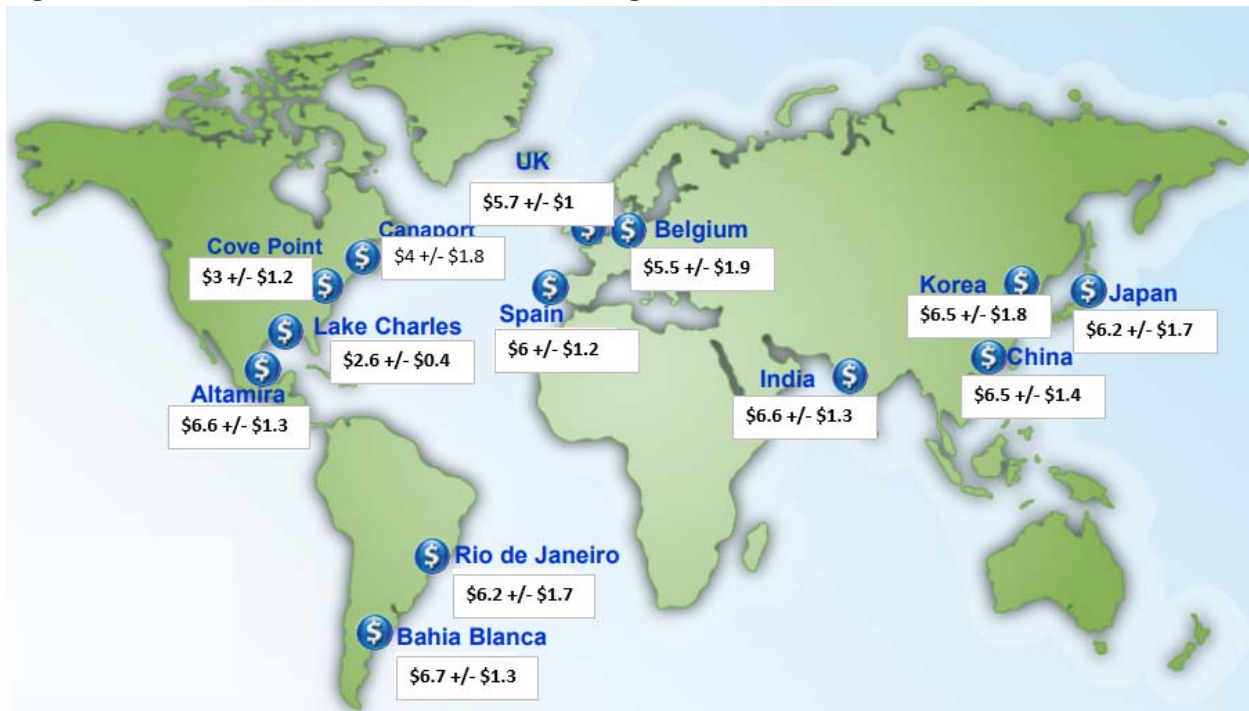 UK
$5.7 +/- $1
Belgium
$5.5 +/- $1.9
Canaport
$4 +/- $1.8
Cove Point
$3 +/- $1.2
Lake Charles
$2.6 +/- $0.4
Altamira
$6.6 +/- $1.3
Spain
$6 +/- $1.2
Korea
$6.5 +/- $1.8
Japan
$6.2 +/- $1.7
China
$6.5 +/- $1.4
India
$6.6 +/- $1.3
Rio de Janeiro
$6.2 +/- $1.7
Bahia Blanca
$6.7 +/- $1.3